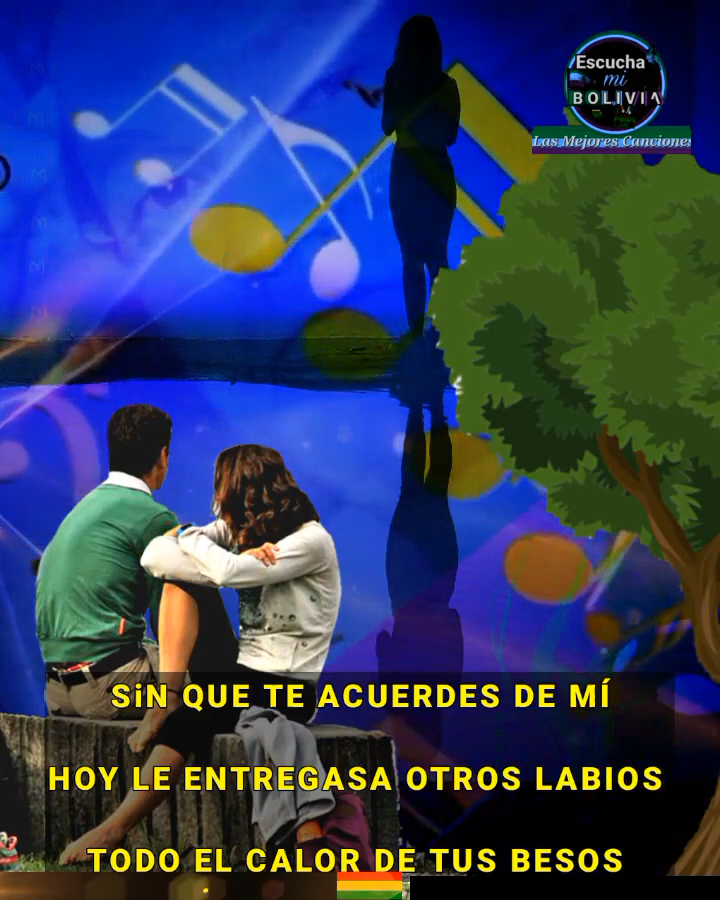 Escucha
mi
BOLIVIA
Las Mejores Canciones
SiN QUE TE ACUERDES DE MÍ
HOY LE ENTREGASA OTROS LABIOS
TODO EL CALOR DE TUS BESOS